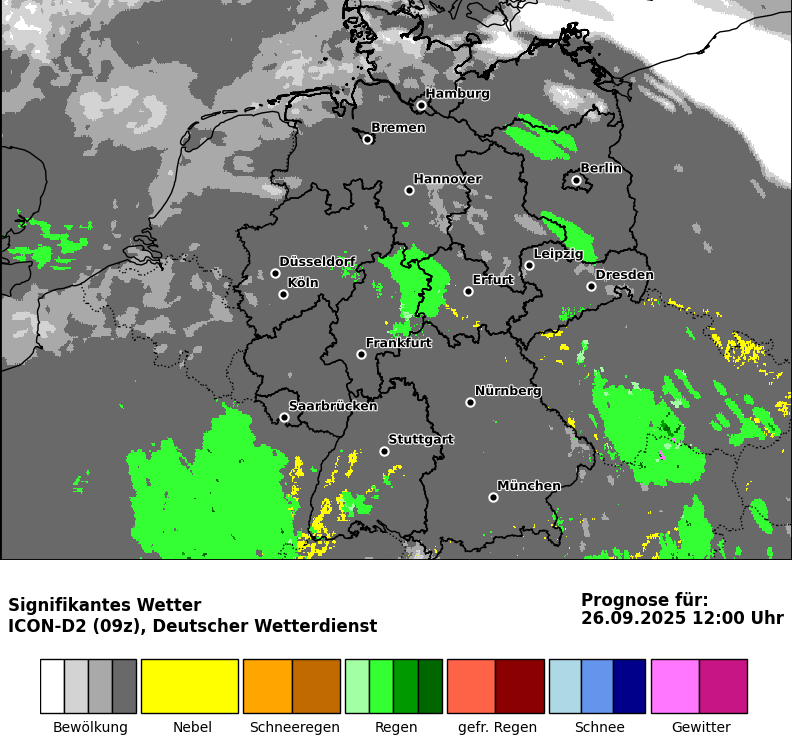 Hamburg
Bremen
Berlin
Hannover
Düsseldorf
Leipzig
Köln
Erfurt
Dresden
Frankfurt
Nürnberg
Saarbrücken
Stuttgart
München
Signifikantes Wetter
ICON-D2 (09z), Deutscher Wetterdienst
Prognose für:
26.09.2025 12:00 Uhr
Bewölkung Nebel Schneeregen Regen gefr. Regen Schnee Gewitter